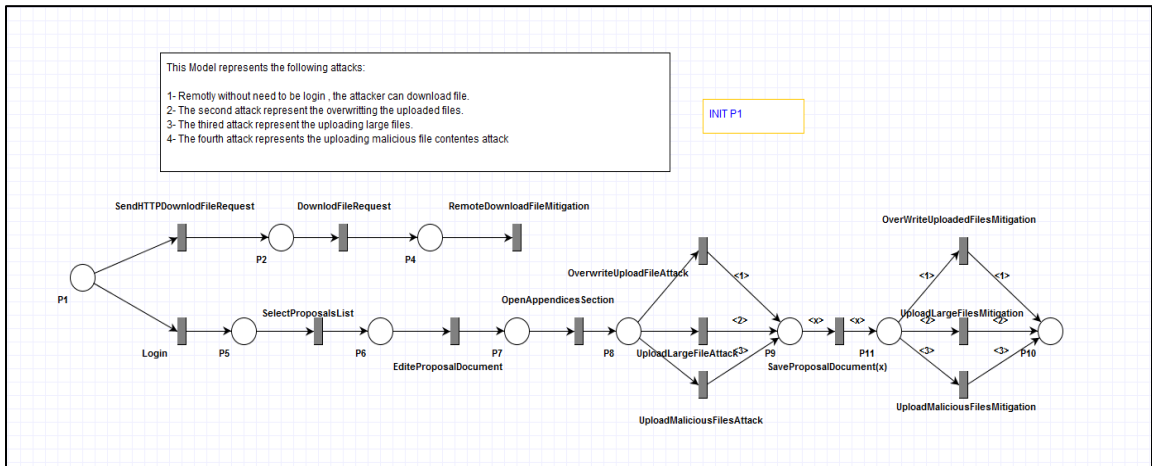 This Model represents the following attacks:
1- Remotly without need to be login , the attacker can download file.
2- The second attack represent the overwritting the uploaded files.
3- The thired attack represent the uploading large files.
4- The fourth attack represents the uploading malicious file contentes attack
INIT P1
SendHTTPDownlodFileRequest
DownlodFileRequest
RemoteDownloadFileMitigation
P1
P2
P4
Login
P5
SelectProposalsList
P6
EditeProposalDocument
P7
OpenAppendicesSection
P8
OverwriteUploadFileAttack
<1>
UploadLargeFileAttack
<2>
UploadMaliciousFilesAttack
<3>
P9
<x>
SaveProposalDocument(x)
<x>
P11
OverWriteUploadedFilesMitigation
<1>
<1>
UploadLargeFilesMitigation
<2>
<2>
UploadMaliciousFilesMitigation
<3>
<3>
P10